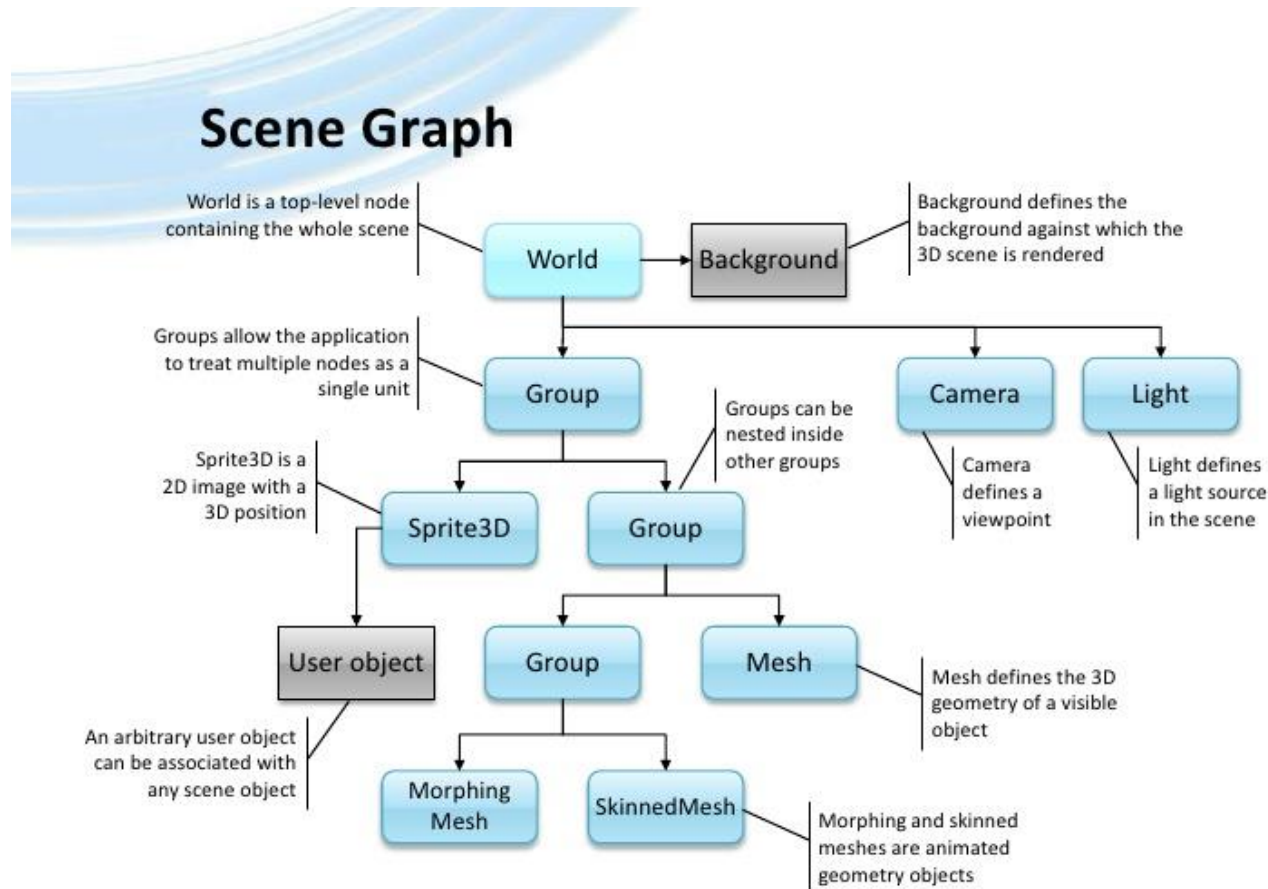 Scene Graph
World is a top-level node
containing the whole scene
World
Background
Background defines the
background against which the
3D scene is rendered
Groups allow the application
to treat multiple nodes as a
single unit
Group
Camera
Light
Groups can be
nested inside
other groups
Sprite3D is a
2D image with a
3D position
Camera
defines a
viewpoint
Light defines
a light source
in the scene
Sprite3D
Group
User object
Group
Mesh
Mesh defines the 3D
geometry of a visible
object
An arbitrary user object
can be associated with
any scene object
Morphing
Mesh
SkinnedMesh
Morphing and skinned
meshes are animated
geometry objects